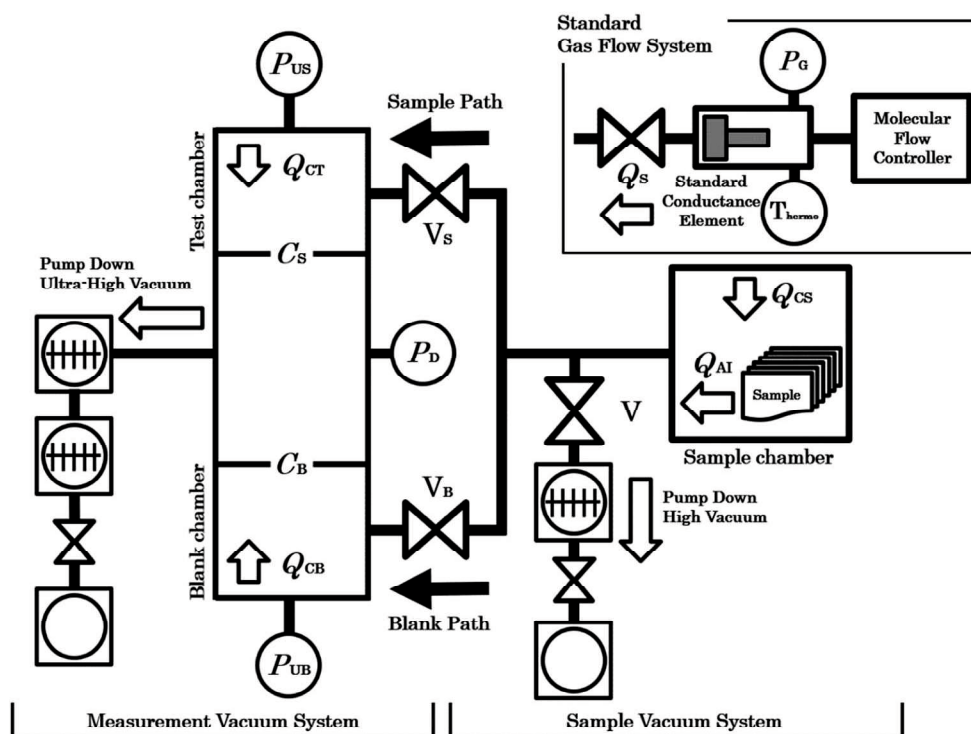 Standard
Gas Flow System
PUS
PG
Sample Path
Molecular
Flow
Controller
QCT
QS
Standard
Conductance
Element
Thermo
Test chamber
VS
CS
Pump Down
Ultra-High Vacuum
QCS
PD
QAI
Sample
V
Sample chamber
CB
VB
Pump Down
High Vacuum
Blank chamber
QCB
Blank Path
PUB
Measurement Vacuum System
Sample Vacuum System